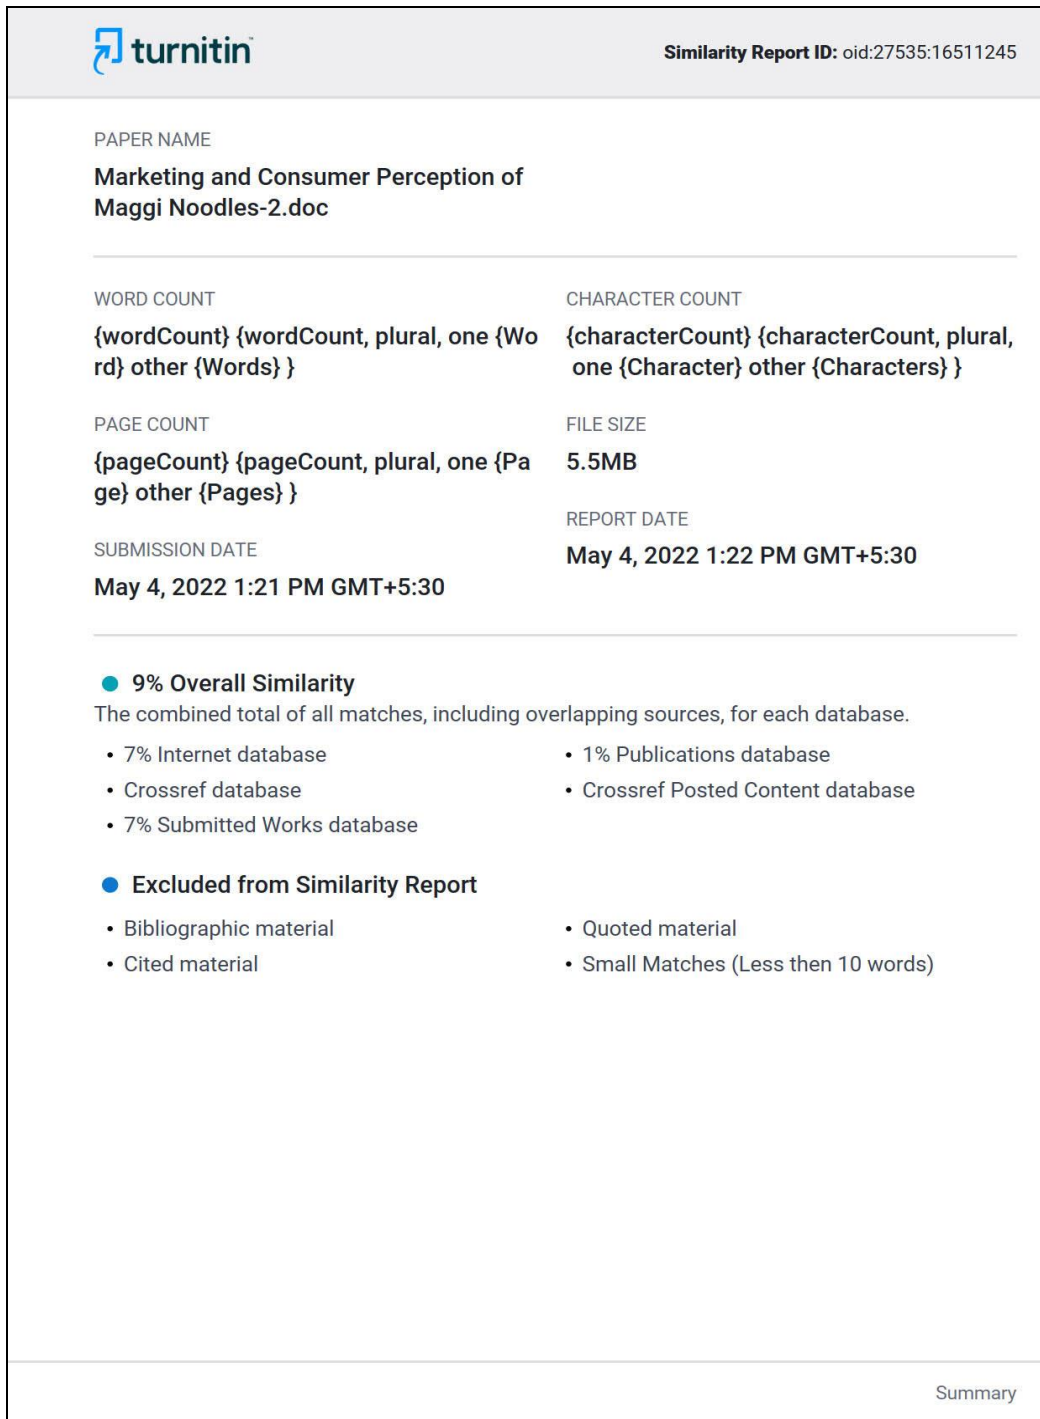 turnitin™
Similarity Report ID: oid:27535:16511245
PAPER NAME
Marketing and Consumer Perception of
Maggi Noodles-2.doc
WORD COUNT
{wordCount} {wordCount, plural, one {Wo
rd} other {Words} }
CHARACTER COUNT
{characterCount} {characterCount, plural,
one {Character} other {Characters} }
PAGE COUNT
{pageCount} {pageCount, plural, one {Pa
ge} other {Pages} }
FILE SIZE
5.5MB
SUBMISSION DATE
May 4, 2022 1:21 PM GMT+5:30
REPORT DATE
May 4, 2022 1:22 PM GMT+5:30
● 9% Overall Similarity
The combined total of all matches, including overlapping sources, for each database.
• 7% Internet database
• 1% Publications database
• Crossref database
• Crossref Posted Content database
• 7% Submitted Works database
● Excluded from Similarity Report
• Bibliographic material
• Quoted material
• Cited material
• Small Matches (Less then 10 words)
Summary